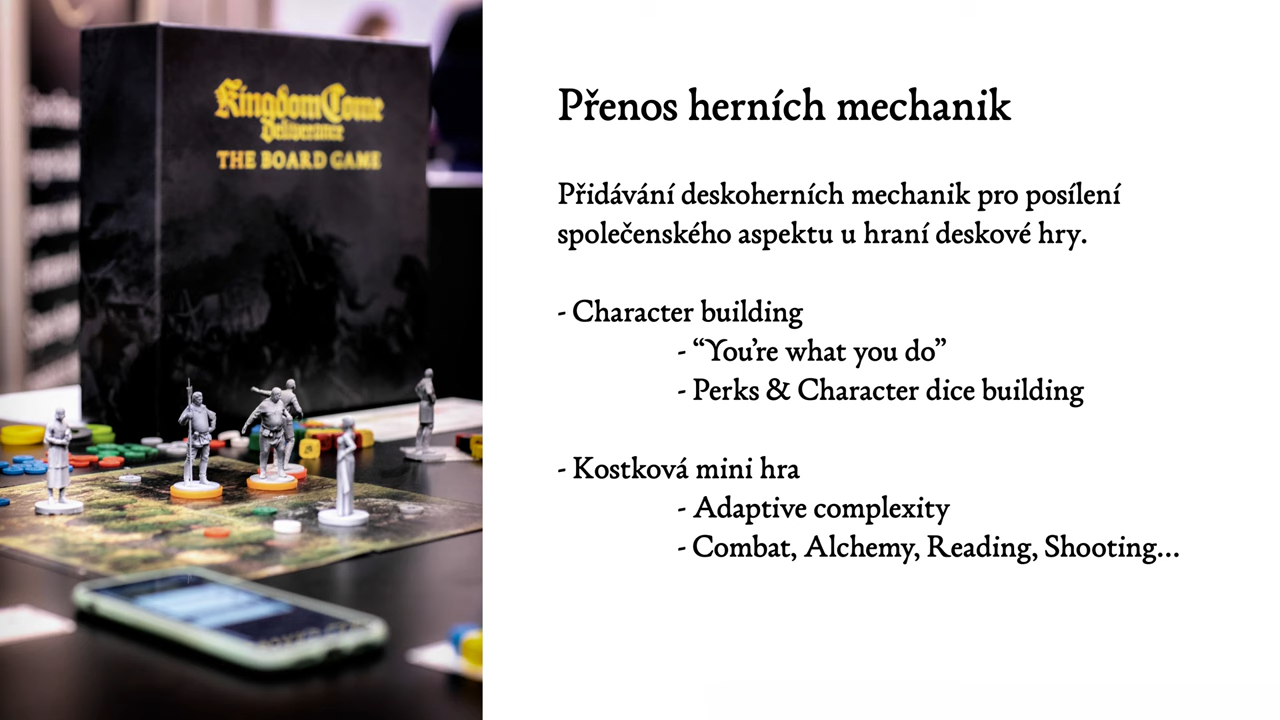 Kingdom Come
Deliverance
THE BOARD GAME
Přenos herních mechanik
Přidávání deskoherních mechanik pro posílení
společenského aspektu u hraní deskové hry.
- Character building
- “You’re what you do”
- Perks & Character dice building
- Kostková mini hra
- Adaptive complexity
- Combat, Alchemy, Reading, Shooting...